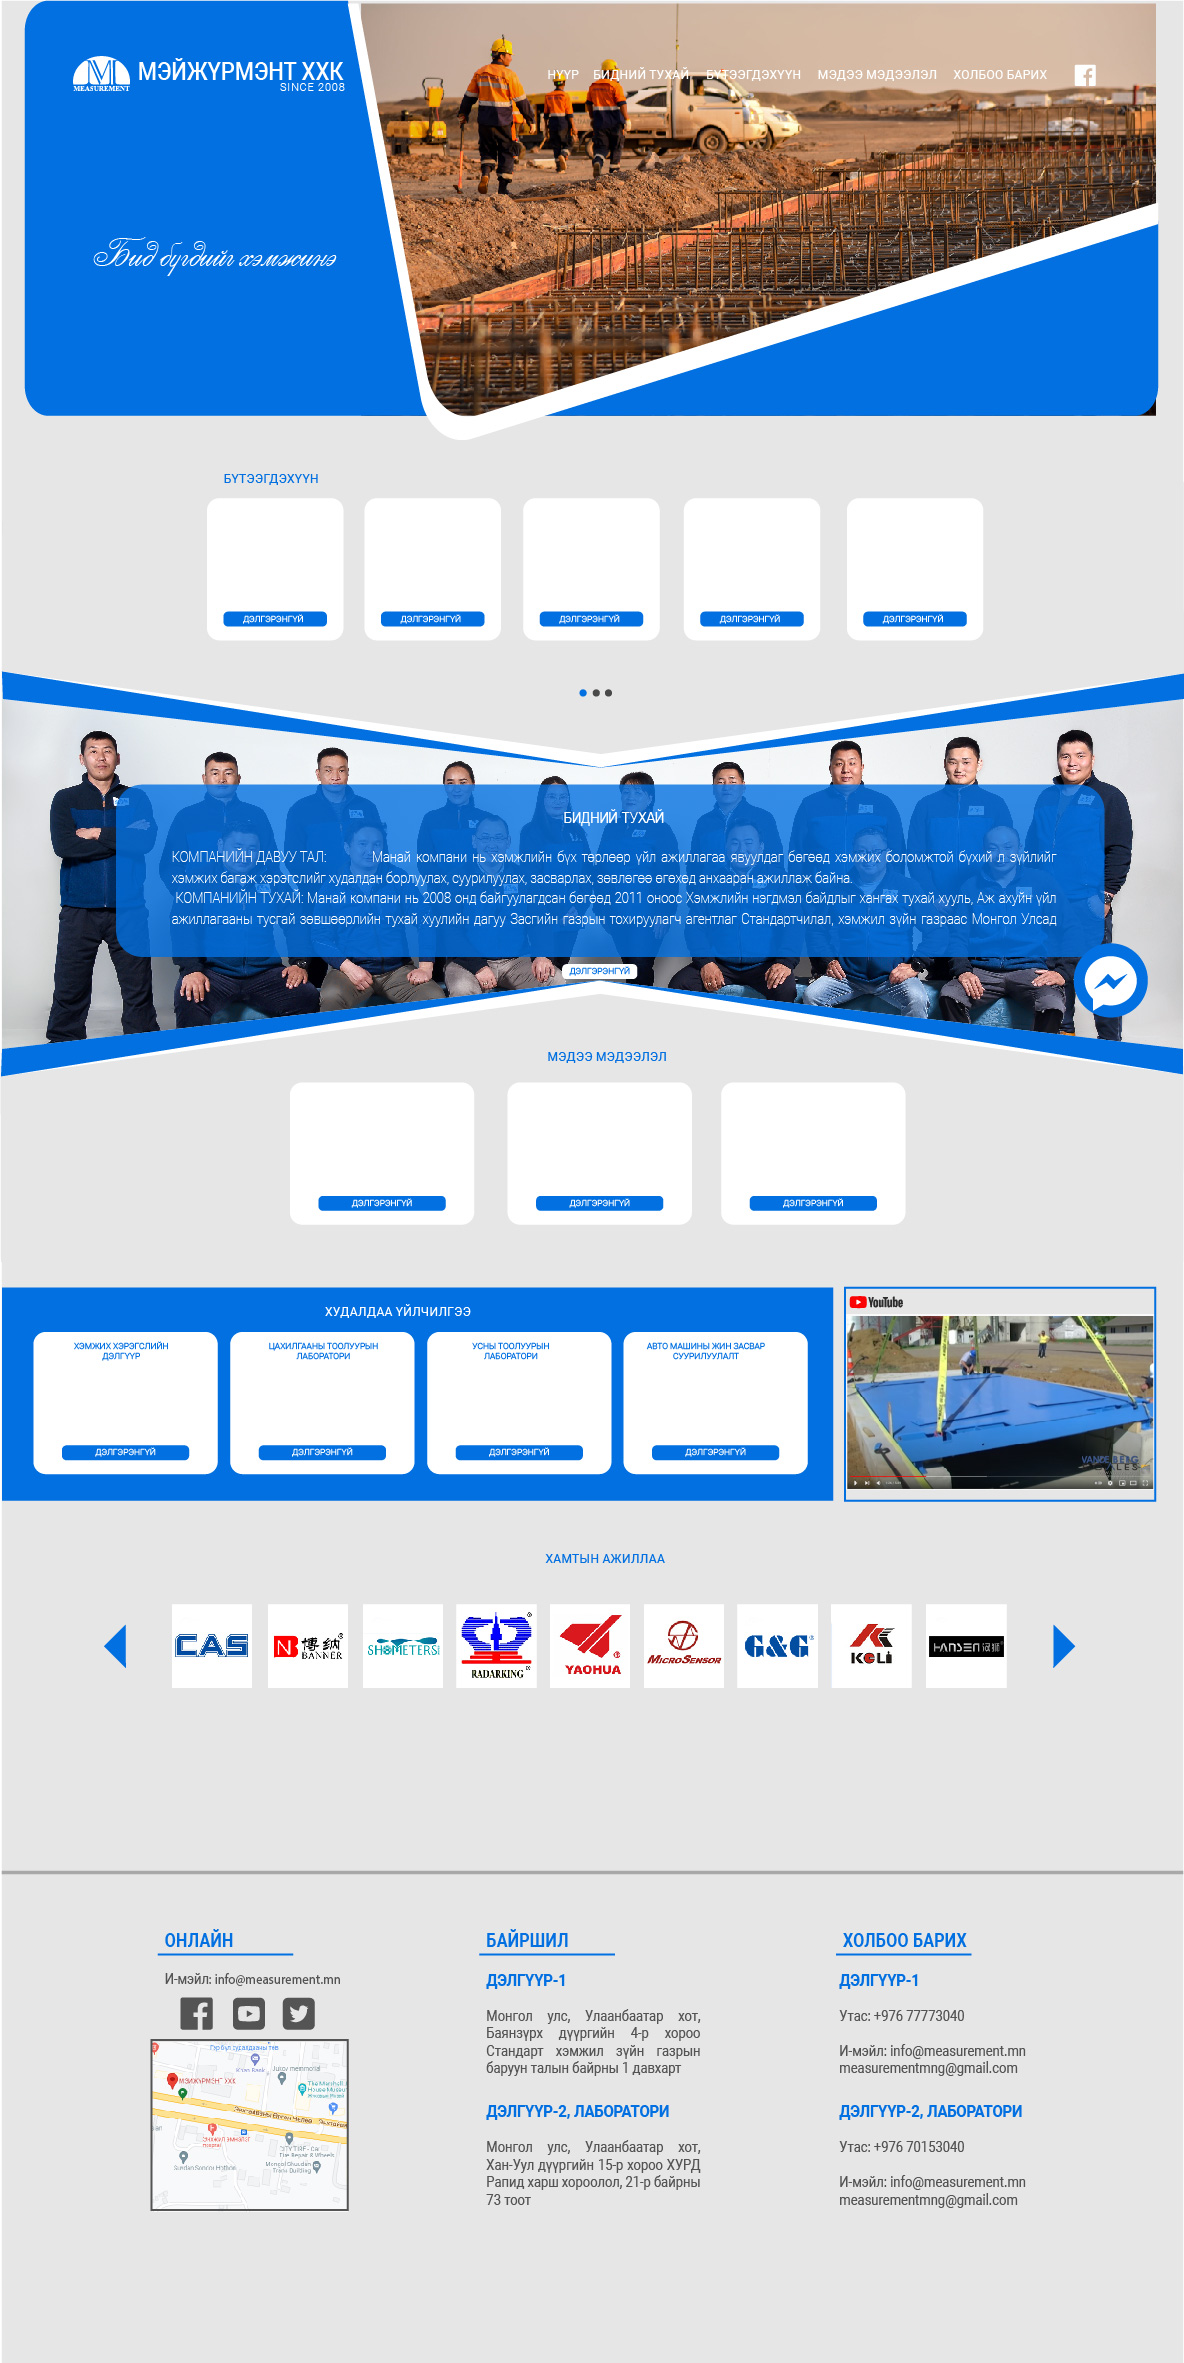 МЭЙЖҮРМЭНТ ХХК
SINCE 2008
MEASUREMENT
НҮҮР БИДНИЙ ТУХАЙ БҮТЭЭГДЭХҮҮН МЭДЭЭ МЭДЭЭЛЭЛ ХОЛБОО БАРИХ
Бид бүгдийг хэмжинэ
БҮТЭЭГДЭХҮҮН
ДЭЛГЭРЭНГҮЙ ДЭЛГЭРЭНГҮЙ ДЭЛГЭРЭНГҮЙ ДЭЛГЭРЭНГҮЙ ДЭЛГЭРЭНГҮЙ
БИДНИЙ ТУХАЙ
КОМПАНИЙН ДАВУУ ТАЛ: Манай компани нь хэмжлийн бүх төрлөөр үйл ажиллагаа явуулдаг бөгөөд хэмжих боломжтой бүхий л зүйлийг
хэмжих багаж хэрэгслийг худалдан борлуулах, суурилуулах, засварлах, зөвлөгөө өгөхөд анхааран ажиллаж байна.
КОМПАНИЙН ТУХАЙ: Манай компани нь 2008 онд байгуулагдсан бөгөөд 2011 оноос Хэмжлийн нэгдмэл байдлыг хангах тухай хууль, Аж ахуйн үйл
ажиллагааны тусгай зөвшөөрлийн тухай хуулийн дагуу Засгийн газрын тохируулагч агентлаг Стандартчилал, хэмжил зүйн газраас Монгол Улсад
ДЭЛГЭРЭНГҮЙ
МЭДЭЭ МЭДЭЭЛЭЛ
ДЭЛГЭРЭНГҮЙ ДЭЛГЭРЭНГҮЙ ДЭЛГЭРЭНГҮЙ
ХУДАЛДАА ҮЙЛЧИЛГЭЭ
ХЭМЖИХ ХЭРЭГСЛИЙН
ДЭЛГҮҮР
ЦАХИЛГААНЫ ТООЛУУРЫН
ЛАБОРАТОРИ
УСНЫ ТООЛУУРЫН
ЛАБОРАТОРИ
АВТО МАШИНЫ ЖИН ЗАСВАР
СУУРИЛУУЛАЛТ
ДЭЛГЭРЭНГҮЙ ДЭЛГЭРЭНГҮЙ ДЭЛГЭРЭНГҮЙ ДЭЛГЭРЭНГҮЙ
YouTube
VANDE BERG
SCALES
ХАМТЫН АЖИЛЛАА
CAS
N B 博纳®
BANNER
SH METERS
®
RADARKING®
®
YAOHUA
MICROSENSOR
G&G®
KELI
HANSEN 汉狮®
ОНЛАЙН
И-мэйл: info@measurement.mn
МЭЙЖҮРМЭНТ ХХК
БАЙРШИЛ
ДЭЛГҮҮР-1
Монгол улс, Улаанбаатар хот,
Баянзүрх дүүргийн 4-р хороо
Стандарт хэмжил зүйн газрын
баруун талын байрны 1 давхарт
ДЭЛГҮҮР-2, ЛАБОРАТОРИ
Монгол улс, Улаанбаатар хот,
Хан-Уул дүүргийн 15-р хороо ХУРД
Рапид харш хороолол, 21-р байрны
73 тоот
ХОЛБОО БАРИХ
ДЭЛГҮҮР-1
Утас: +976 77773040
И-мэйл: info@measurement.mn
measurementmng@gmail.com
ДЭЛГҮҮР-2, ЛАБОРАТОРИ
Утас: +976 70153040
И-мэйл: info@measurement.mn
measurementmng@gmail.com